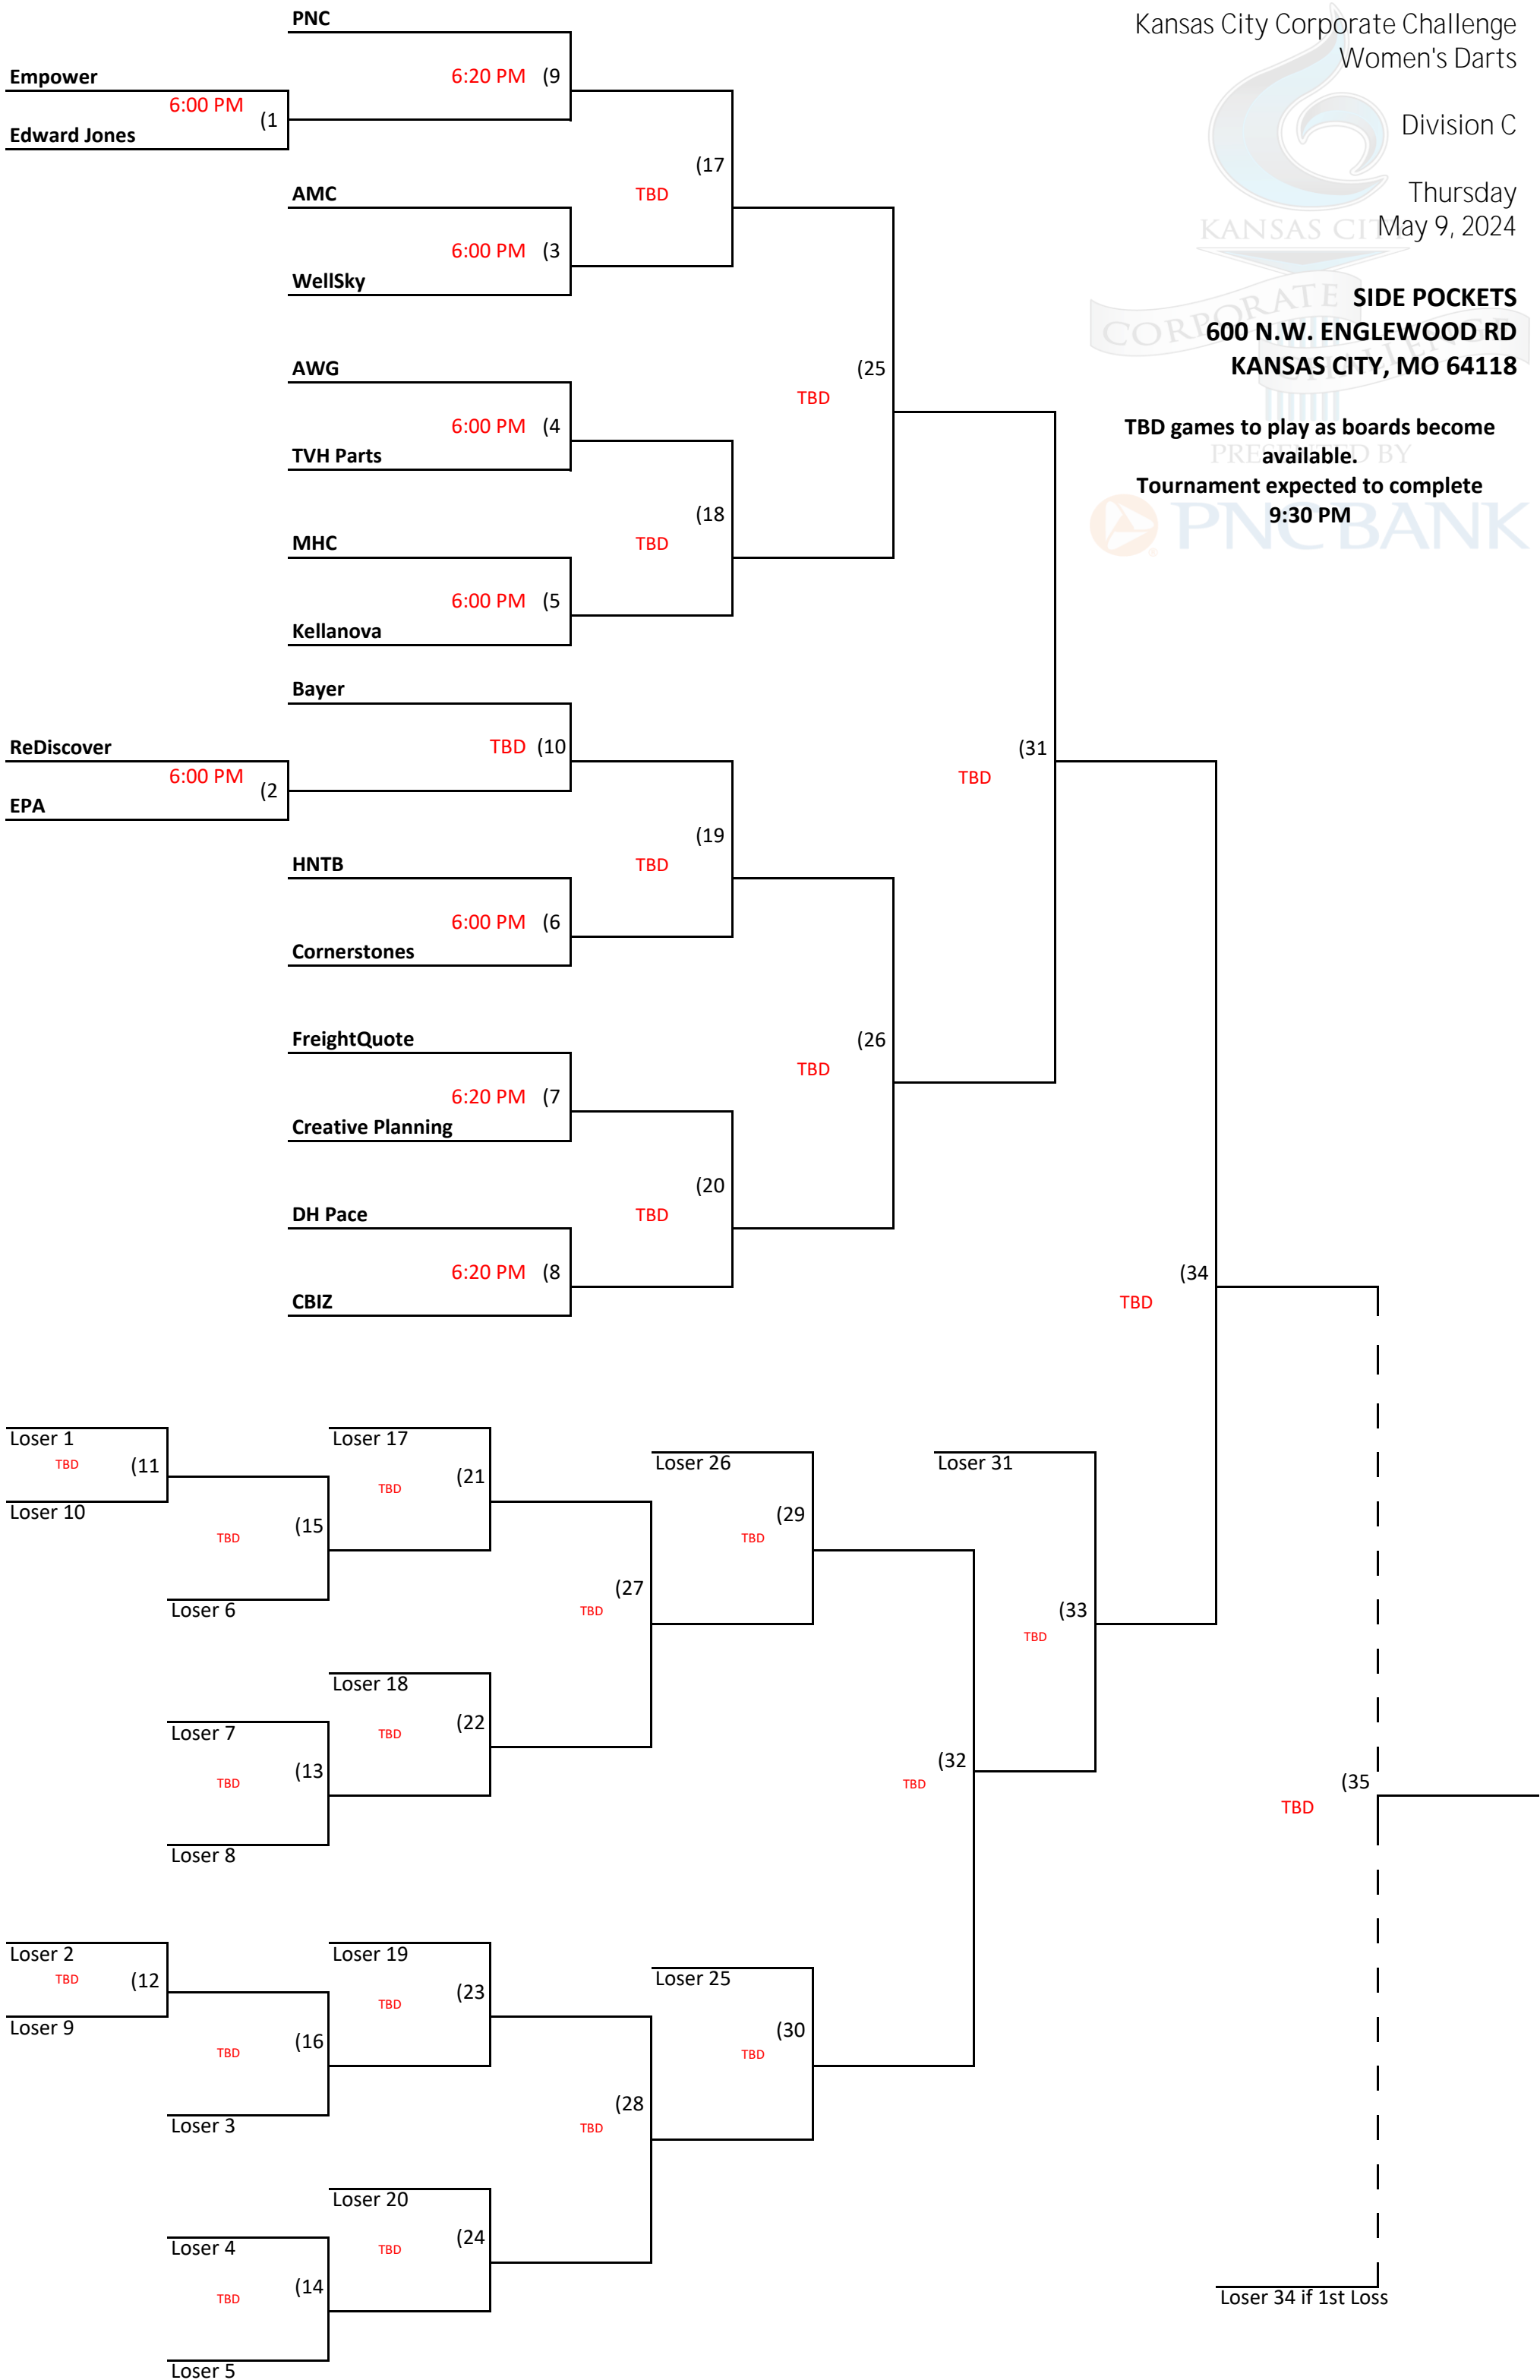 Kansas City Corporate Challenge
Women's Darts
Division C
Thursday
May 9, 2024
SIDE POCKETS
600 N.W. ENGLEWOOD RD
KANSAS CITY, MO 64118
TBD games to play as boards become
available.
Tournament expected to complete
9:30 PM
KANSAS CITY
CORPORATE
CHALLENGE
PRESENTED BY
PNC BANK
PNC
6:20 PM (9
Empower
6:00 PM (1
Edward Jones
(17
TBD
AMC
6:00 PM (3
WellSky
AWG
(25
TBD
6:00 PM (4
TVH Parts
(18
TBD
MHC
6:00 PM (5
Kellanova
Bayer
TBD (10
ReDiscover
6:00 PM (2
EPA
(31
TBD
(19
TBD
HNTB
6:00 PM (6
Cornerstones
FreightQuote
(26
TBD
6:20 PM (7
Creative Planning
(20
TBD
DH Pace
6:20 PM (8
CBIZ
(34
TBD
Loser 1
TBD (11
Loser 10
Loser 17
TBD (21
TBD (15
Loser 6
Loser 26
TBD (29
Loser 31
(27
TBD
(33
TBD
Loser 18
TBD (22
Loser 7
TBD (13
Loser 8
(32
TBD
(35
TBD
Loser 2
TBD (12
Loser 9
Loser 19
TBD (23
TBD (16
Loser 3
Loser 25
(30
TBD
(28
TBD
Loser 20
TBD (24
Loser 4
TBD (14
Loser 5
Loser 34 if 1st Loss